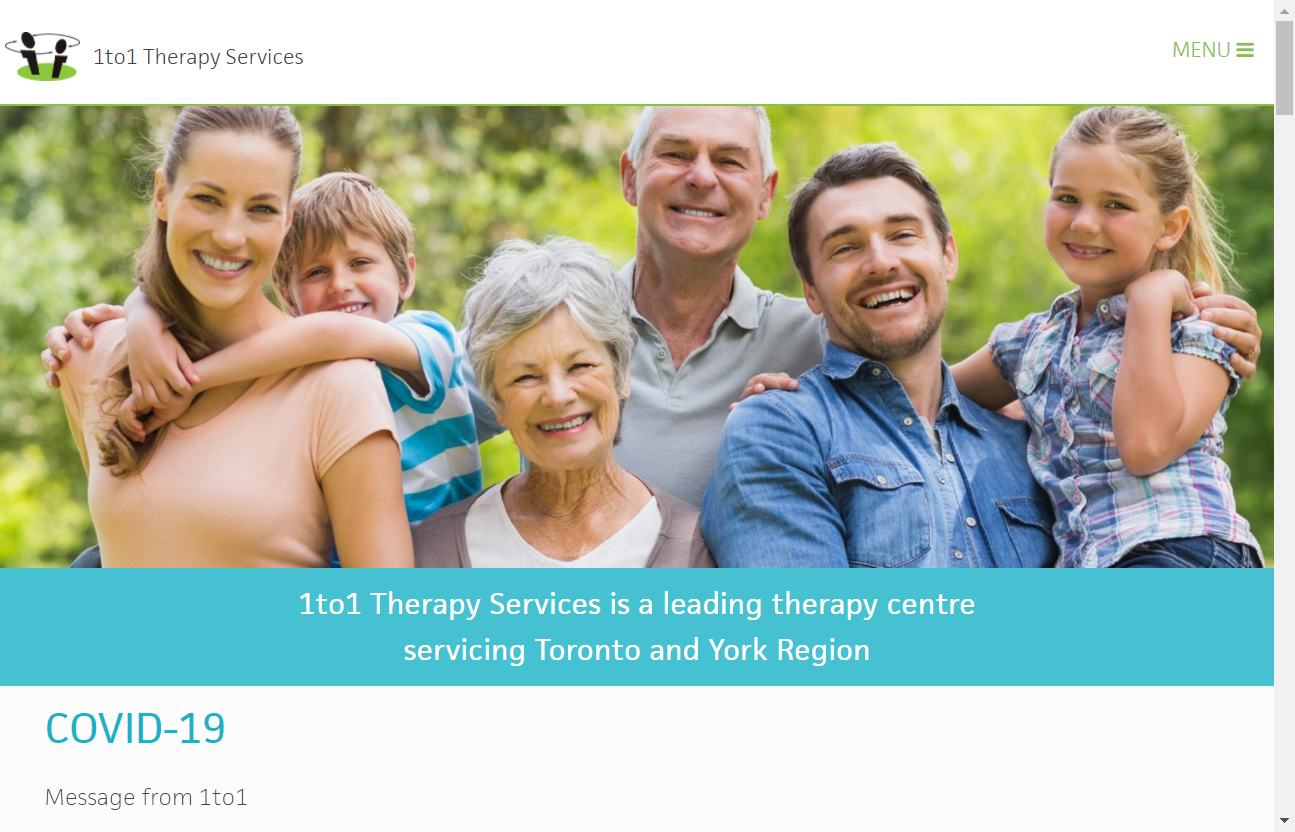 1to1 Therapy Services
MENU
1to1 Therapy Services is a leading therapy centre
servicing Toronto and York Region
COVID-19
Message from 1to1